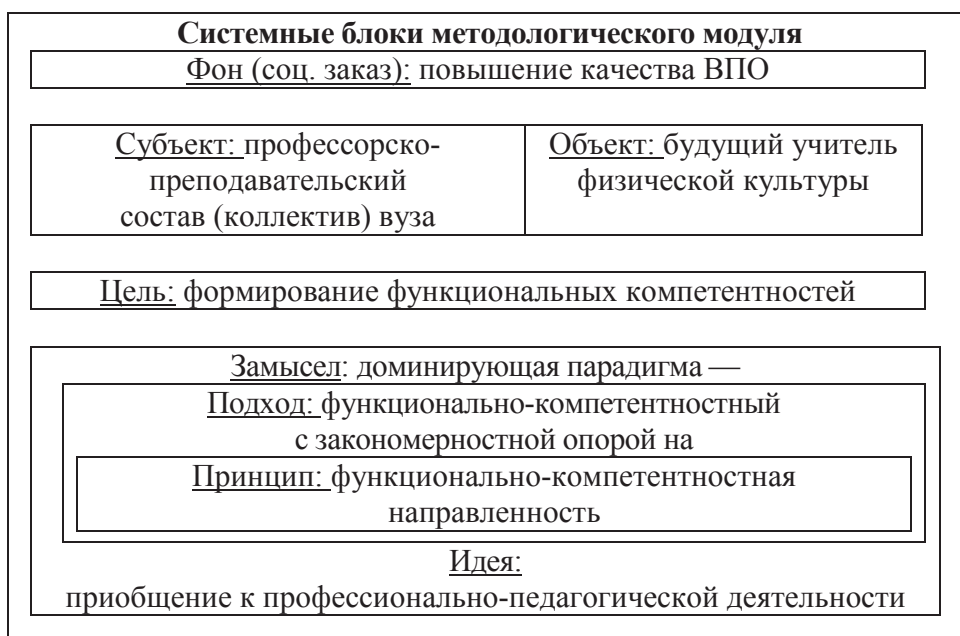 Системные блоки методологического модуля
Фон (соц. заказ): повышение качества ВПО
Субъект: профессорско-
преподавательский
состав (коллектив) вуза
Объект: будущий учитель
физической культуры
Цель: формирование функциональных компетентностей
Замысел: доминирующая парадигма —
Подход: функционально-компетентностный
с закономерностной опорой на
Принцип: функционально-компетентностная
направленность
Идея:
приобщение к профессионально-педагогической деятельности